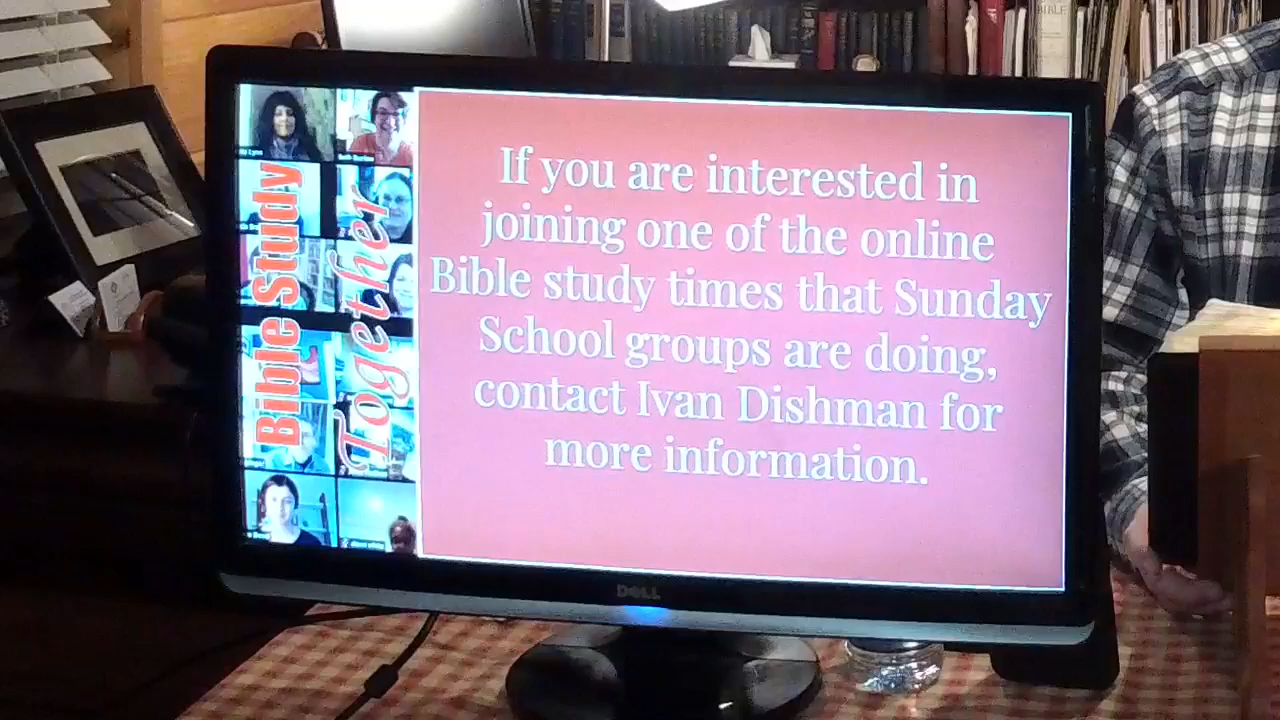 Bible Study
Together
If you are interested in
joining one of the online
Bible study times that Sunday
School groups are doing,
contact Ivan Dishman for
more information.
DELL
BIBLE